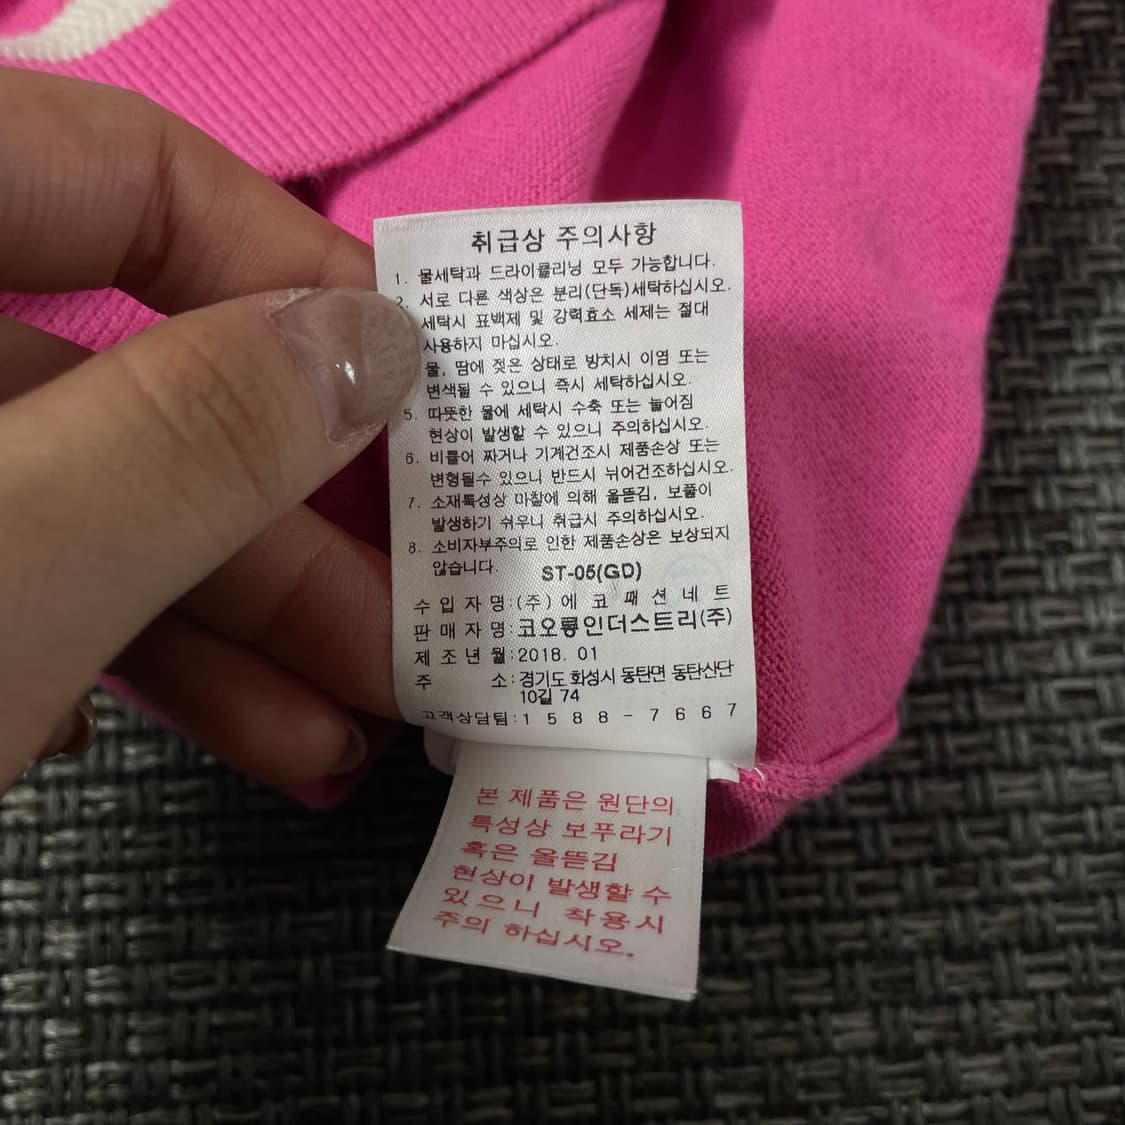 취급상 주의사항
1. 물세탁과 드라이클리닝 모두 가능합니다.
2. 서로 다른 색상은 분리(단독)세탁하십시오.
세탁시 표백제 및 강력효소 세제는 절대
사용하지 마십시오.
물, 땀에 젖은 상태로 방치시 이염 또는
변색될 수 있으니 즉시 세탁하십시오.
5. 따뜻한 물에 세탁시 수축 또는 늘어짐
현상이 발생할 수 있으니 주의하십시오.
6. 비틀어 짜거나 기계건조시 제품손상 또는
변형될수 있으니 반드시 뉘어건조하십시오.
7. 소재특성상 마찰에 의해 올뜯김, 보풀이
발생하기 쉬우니 취급시 주의하십시오.
8. 소비자부주의로 인한 제품손상은 보상되지
않습니다. ST-05(GD)
수 입 자 명:(주)에 코 패 션 네 트
판 매 자 명:코오롱인더스트리(주)
제 조 년 월:2018. 01
주 소:경기도 화성시 동탄면 동탄산단
10길 74
고객상담팀:1 5 8 8 - 7 6 6 7
본 제품은 원단의
특성상 보푸라기
혹은 올뜯김
현상이 발생할 수
있으니 착용시
주의 하십시오.